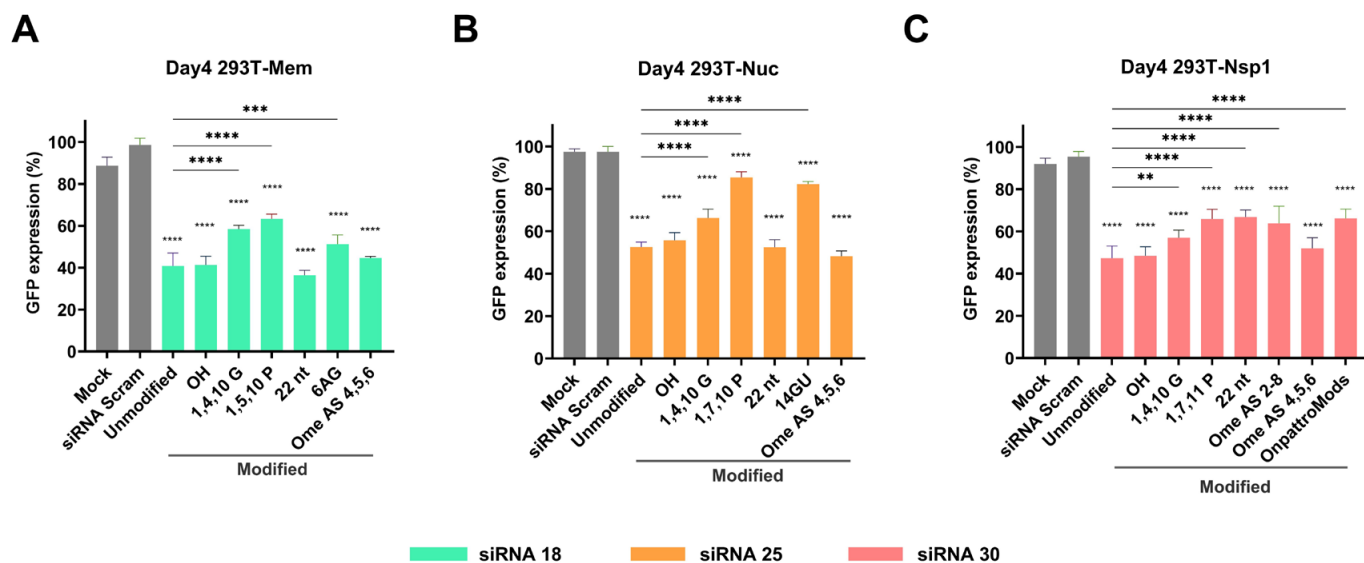 A
Day4 293T-Mem
***
****
****
GFP expression (%)
100
80
60
40
20
0
****
****
****
****
****
****
****
Mock
siRNA Scram
Unmodified
OH
1,4,10 G
1,5,10 P
22 nt
6AG
Ome AS 4,5,6
Modified
B
Day4 293T-Nuc
****
****
****
GFP expression (%)
100
80
60
40
20
0
****
****
****
****
****
****
****
Mock
siRNA Scram
Unmodified
OH
1,4,10 G
1,7,10 P
22 nt
14GU
Ome AS 4,5,6
Modified
C
Day4 293T-Nsp1
****
****
****
****
**
GFP expression (%)
100
80
60
40
20
0
****
****
****
****
****
****
****
****
Mock
siRNA Scram
Unmodified
OH
1,4,10 G
1,7,11 P
22 nt
Ome AS 2-8
Ome AS 4,5,6
OnpattroMods
Modified
siRNA 18
siRNA 25
siRNA 30